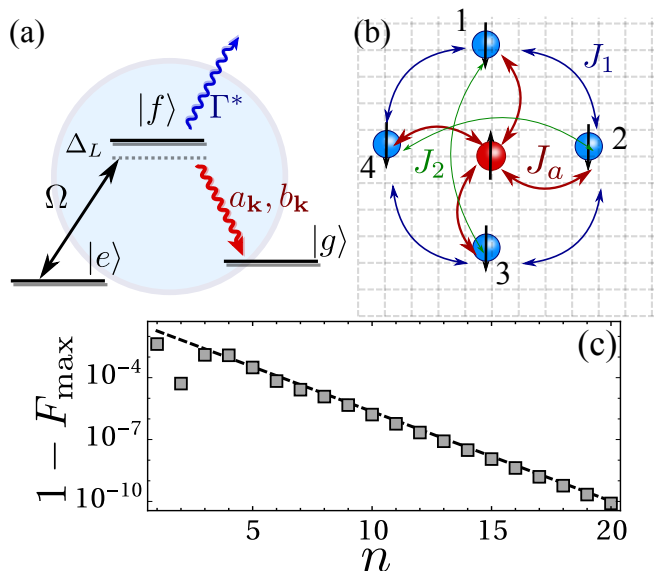 (a)
|f⟩
Γ*
Δ_L
Ω
a_k, b_k
|e⟩
|g⟩
(b)
1
J_1
4
2
J_2
J_a
3
(c)
1 − F_max
10^-4
10^-7
10^-10
5
10
15
20
n